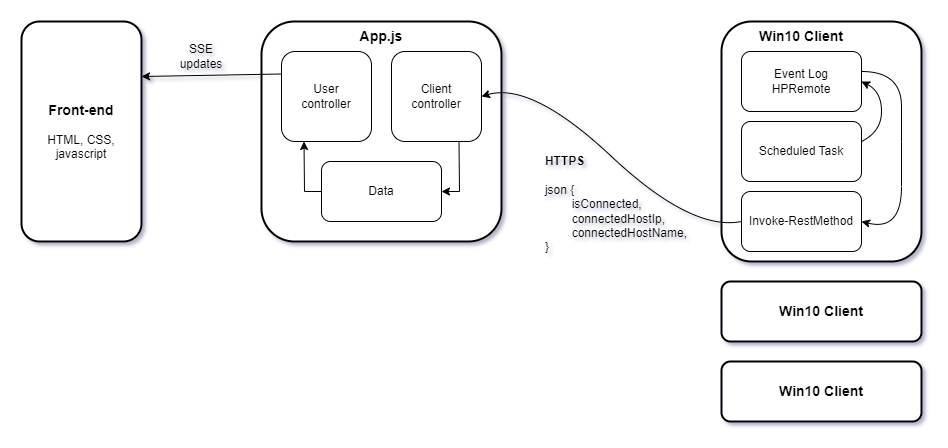 Front-end
HTML, CSS,
javascript
SSE
updates
App.js
User
controller
Client
controller
Data
HTTPS
json {
isConnected,
connectedHostIp,
connectedHostName,
}
Win10 Client
Event Log
HPRemote
Scheduled Task
Invoke-RestMethod
Win10 Client
Win10 Client